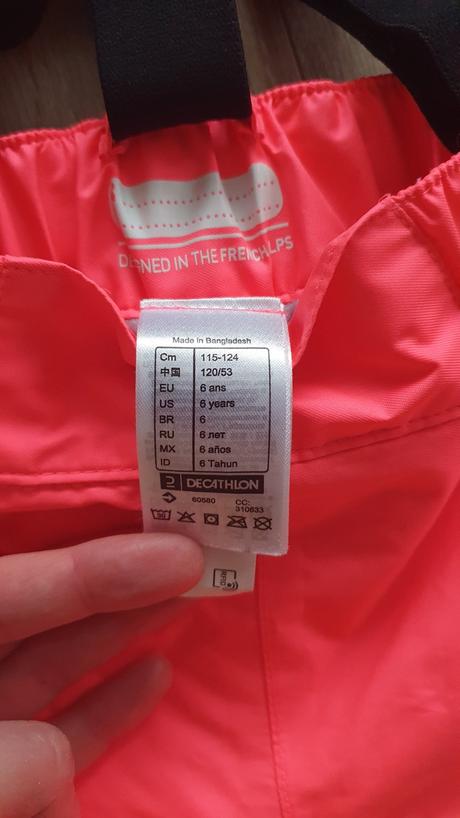 DESIGNED IN THE FRENCH ALPS
Made in Bangladesh
Cm 115-124
中国 120/53
EU 6 ans
US 6 years
BR 6
RU 6 лет
MX 6 años
ID 6 Tahun
DECATHLON
60580 CC:
310633
RFID